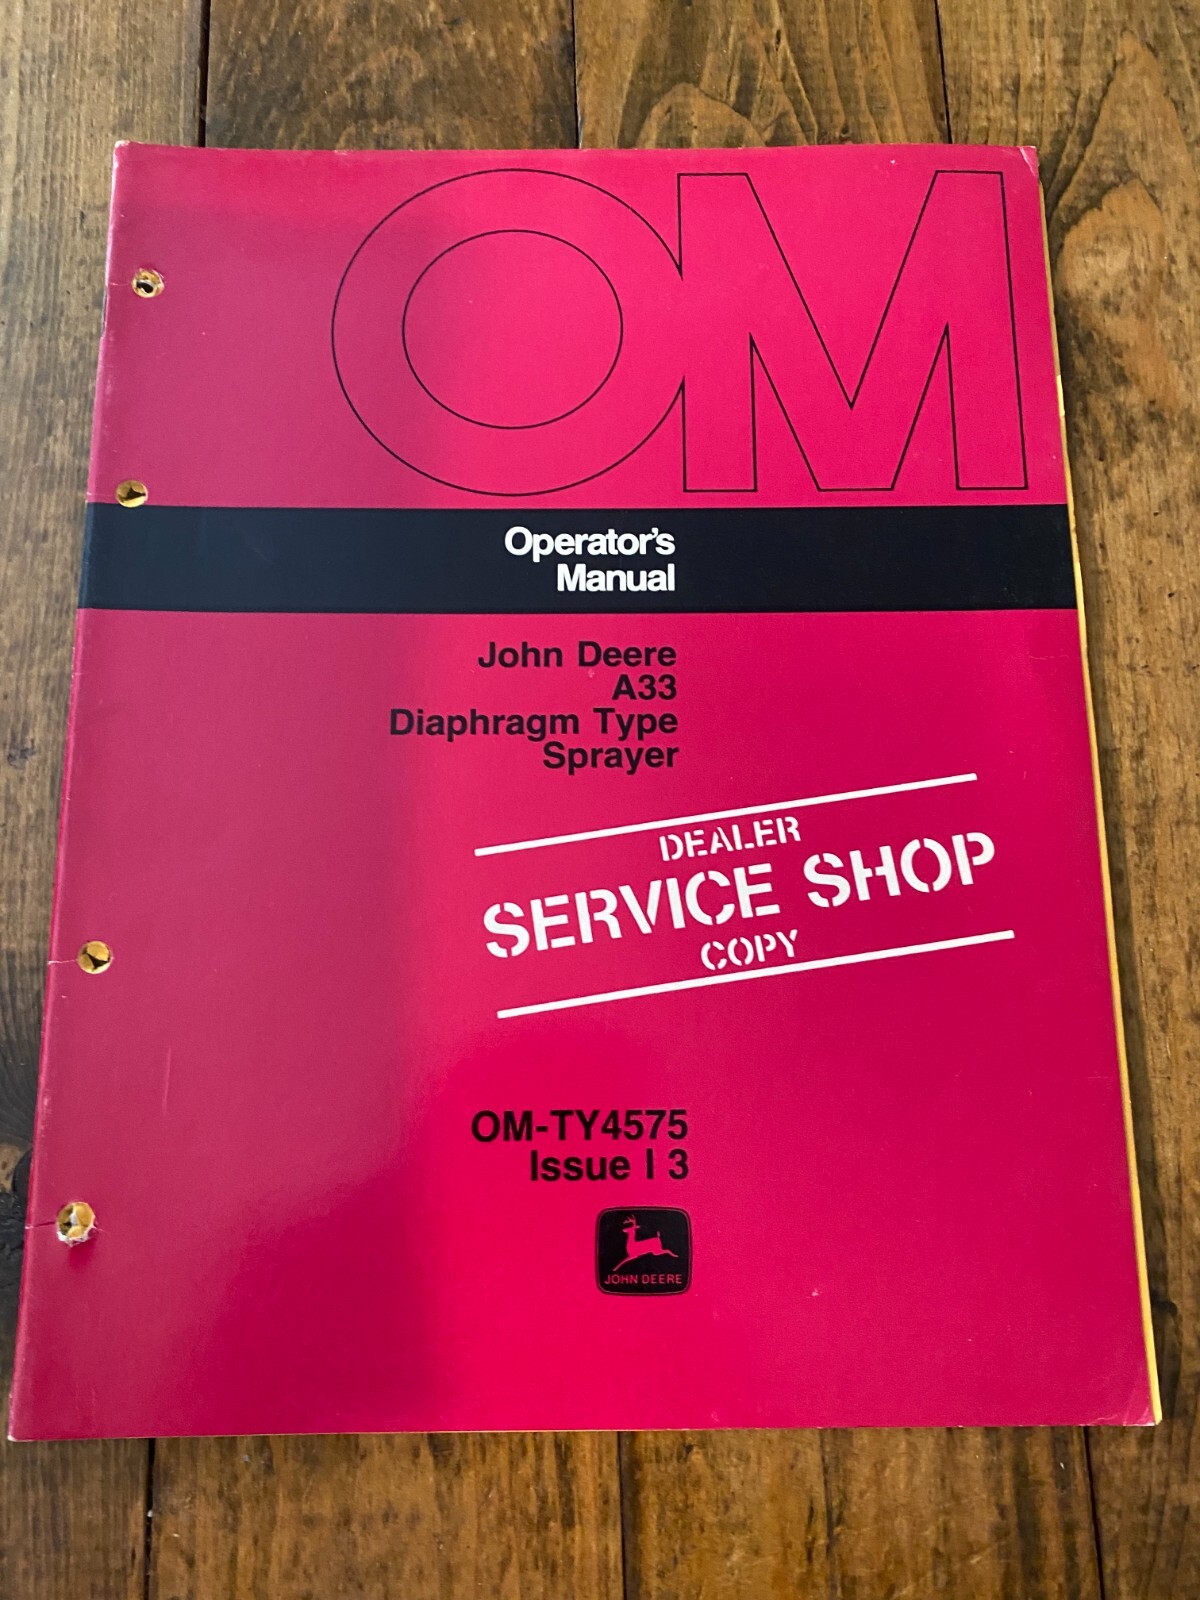 OM
Operator's
Manual
John Deere
A33
Diaphragm Type
Sprayer
DEALER
SERVICE SHOP
COPY
OM-TY4575
Issue I 3
JOHN DEERE